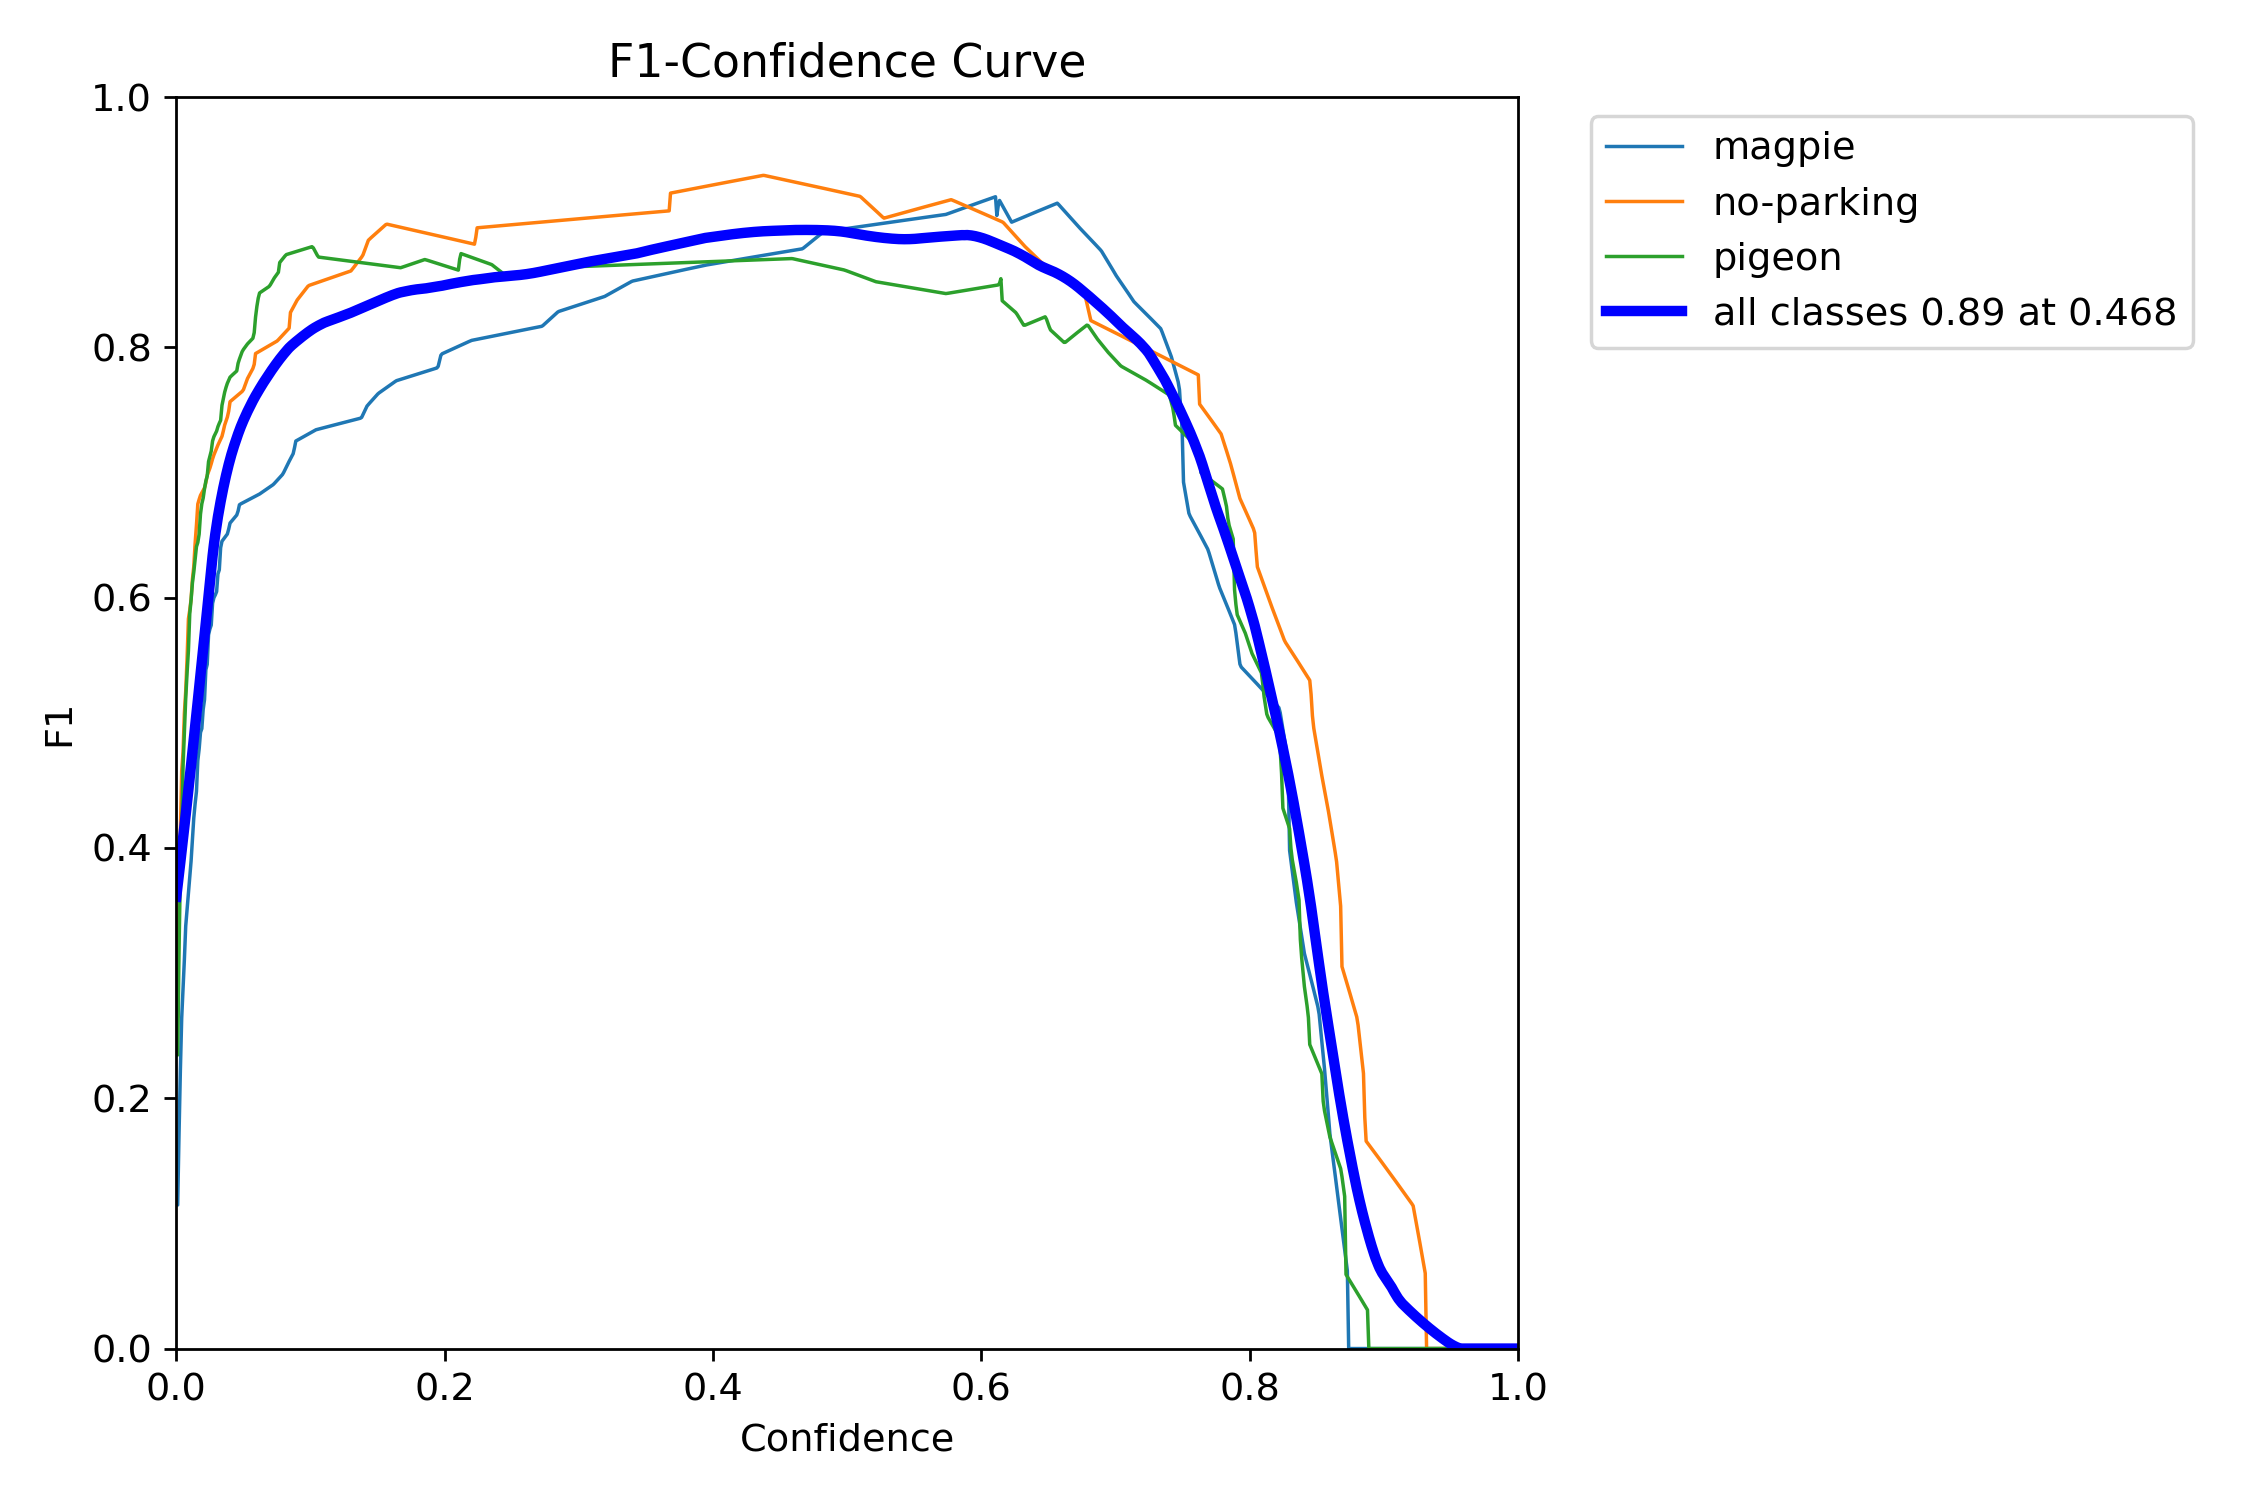 F1-Confidence Curve
1.0
0.8
0.6
0.4
0.2
0.0
F1
0.0 0.2 0.4 0.6 0.8 1.0
Confidence
magpie
no-parking
pigeon
all classes 0.89 at 0.468